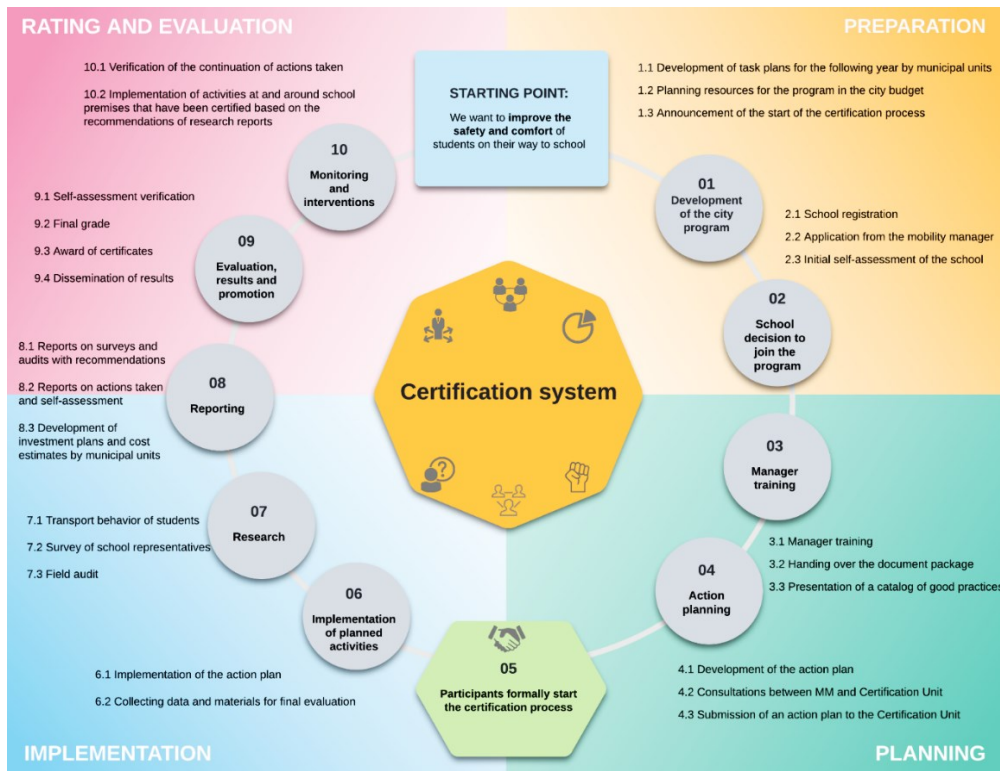 RATING AND EVALUATION
PREPARATION
10.1 Verification of the continuation of actions taken
10.2 Implementation of activities at and around school
premises that have been certified based on the
recommendations of research reports
STARTING POINT:
We want to improve the
safety and comfort of
students on their way to school
1.1 Development of task plans for the following year by municipal units
1.2 Planning resources for the program in the city budget
1.3 Announcement of the start of the certification process
10
Monitoring
and
interventions
01
Development
of the city
program
9.1 Self-assessment verification
9.2 Final grade
9.3 Award of certificates
9.4 Dissemination of results
09
Evaluation,
results and
promotion
2.1 School registration
2.2 Application from the mobility manager
2.3 Initial self-assessment of the school
02
School
decision to
join the
program
8.1 Reports on surveys and
audits with recommendations
8.2 Reports on actions taken
and self-assessment
8.3 Development of
investment plans and cost
estimates by municipal units
08
Reporting
Certification system
03
Manager
training
7.1 Transport behavior of students
7.2 Survey of school representatives
7.3 Field audit
07
Research
3.1 Manager training
3.2 Handing over the document package
3.3 Presentation of a catalog of good practices
04
Action
planning
06
Implementation
of planned
activities
05
Participants formally start
the certification process
6.1 Implementation of the action plan
6.2 Collecting data and materials for final evaluation
4.1 Development of the action plan
4.2 Consultations between MM and Certification Unit
4.3 Submission of an action plan to the Certification Unit
IMPLEMENTATION
PLANNING